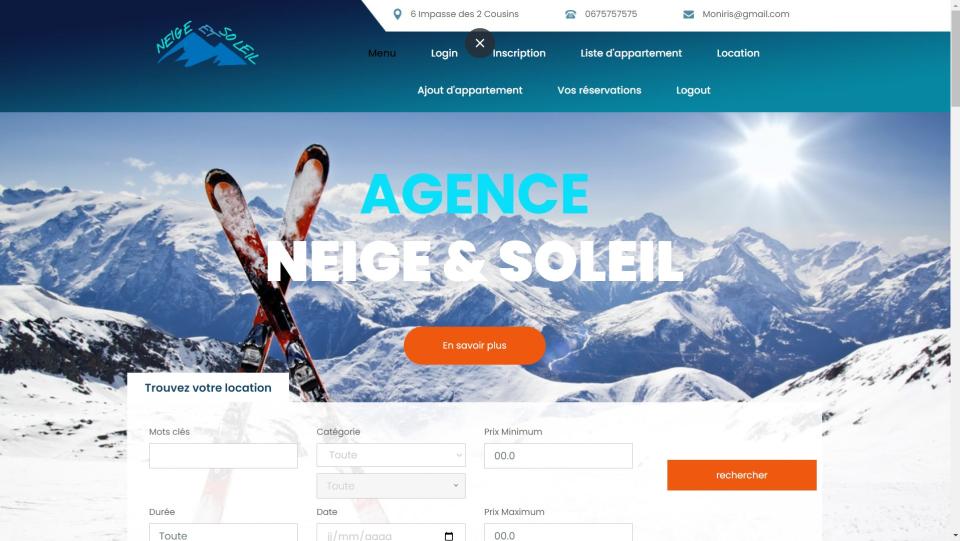 6 Impasse des 2 Cousins 0675757575 Moniris@gmail.com
NEIGE ET SOLEIL
Menu Login Inscription Liste d'appartement Location
Ajout d'appartement Vos réservations Logout
AGENCE
NEIGE & SOLEIL
En savoir plus
Trouvez votre location
Mots clés Catégorie Prix Minimum
Toute 00.0
rechercher
Toute
Durée Date Prix Maximum
Toute jj/mm/aaaa 00.0